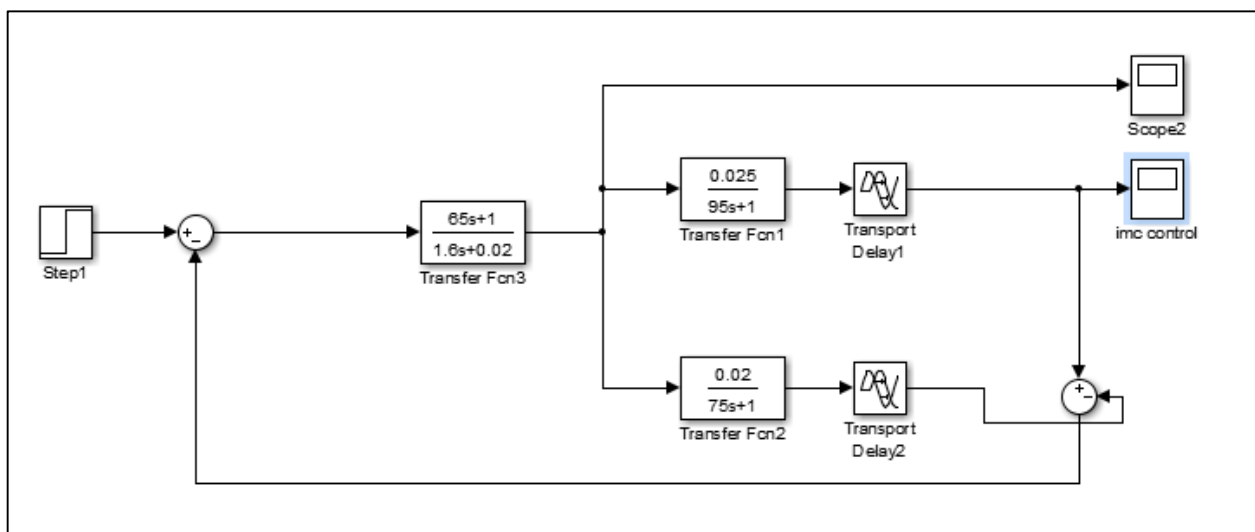 Scope2
0.025
95s+1
Transfer Fcn1
Transport
Delay1
imc control
Step1
+
−
65s+1
1.6s+0.02
Transfer Fcn3
0.02
75s+1
Transfer Fcn2
Transport
Delay2
+
−